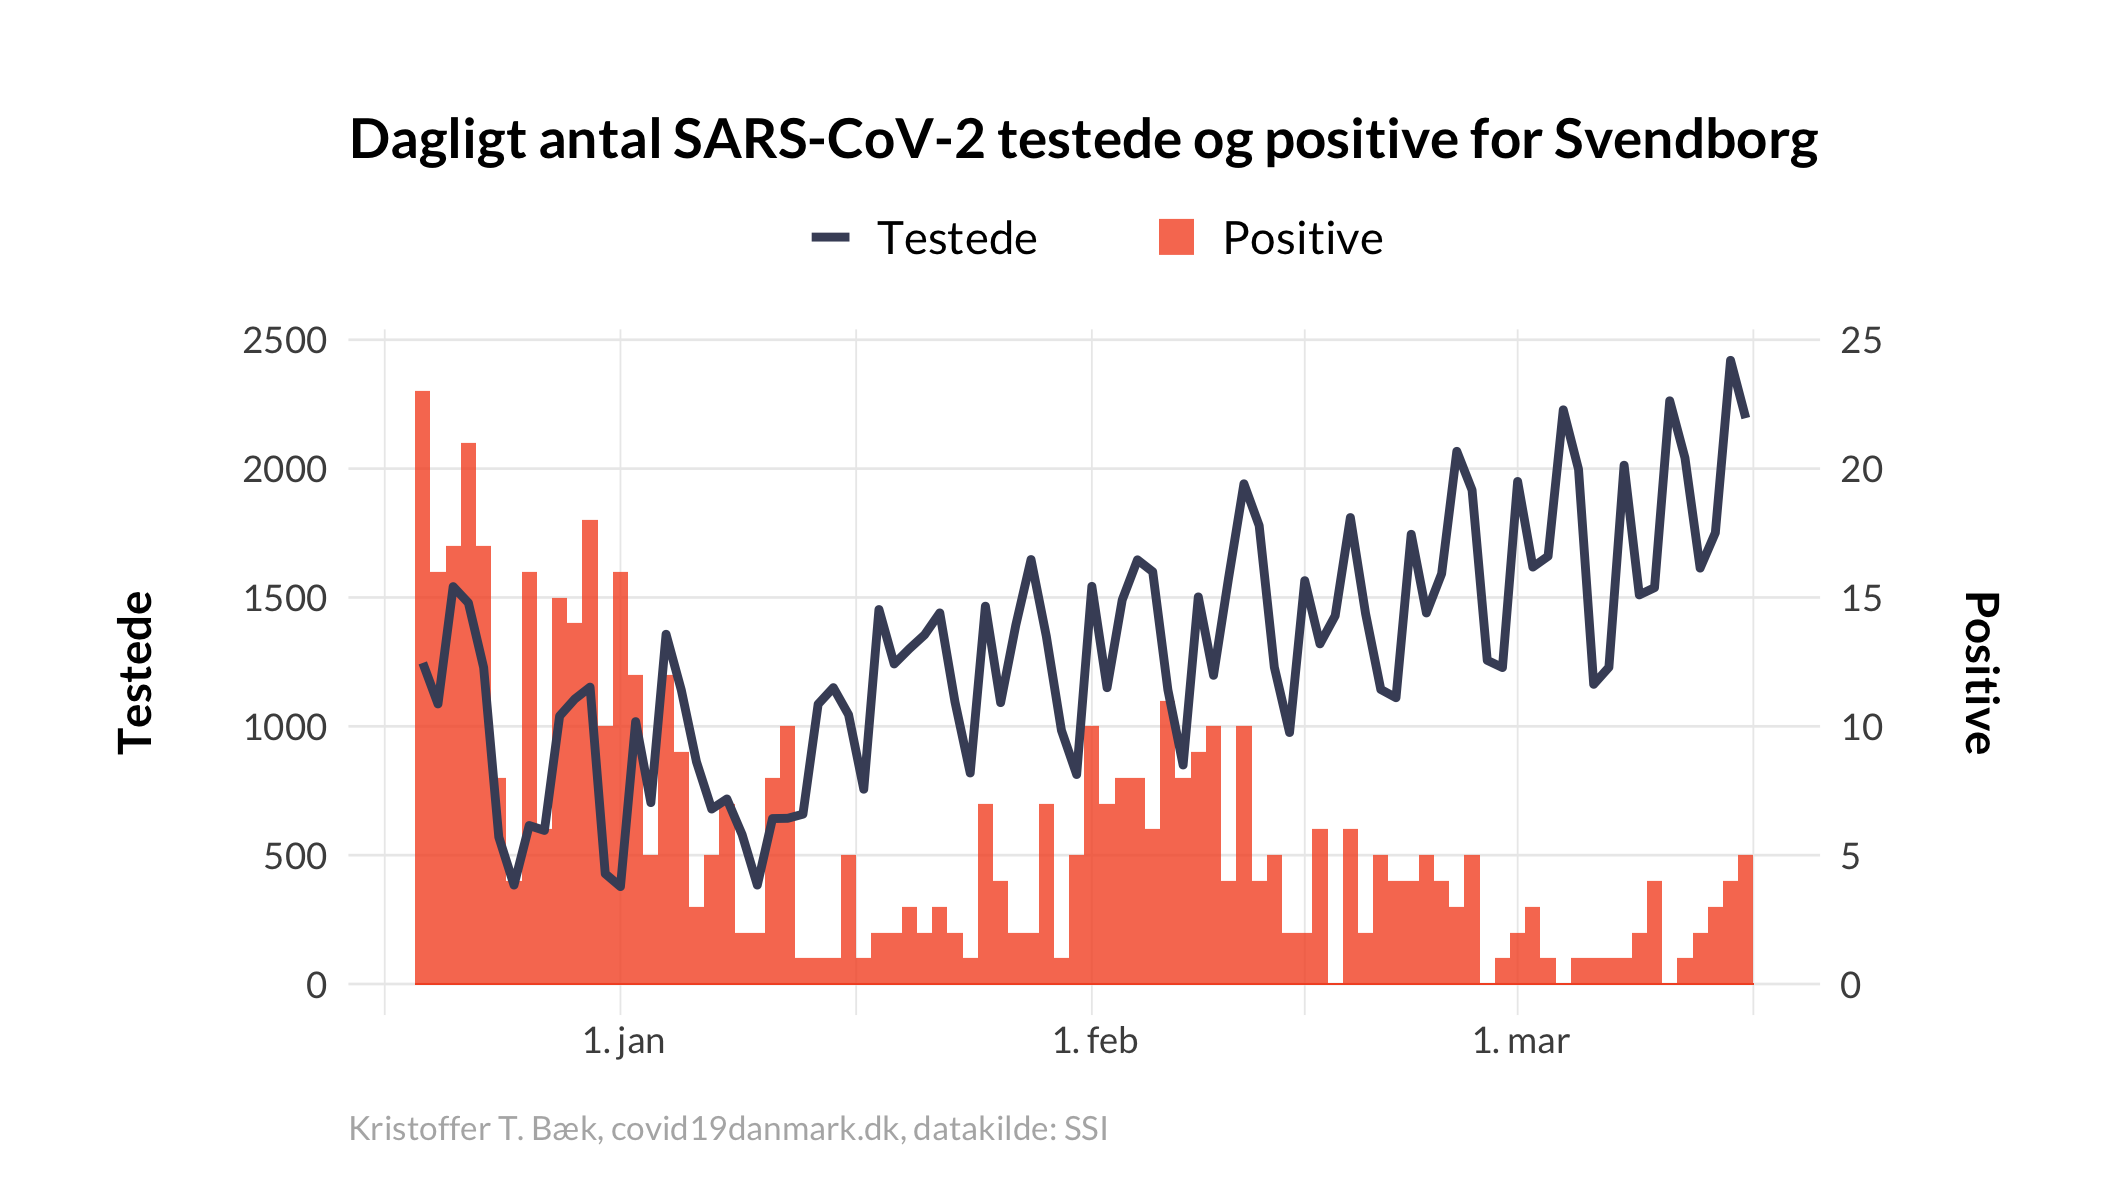 Dagligt antal SARS-CoV-2 testede og positive for Svendborg
Testede
Positive
2500
2000
1500
1000
500
0
25
20
15
10
5
0
Testede
Positive
1. jan
1. feb
1. mar
Kristoffer T. Bæk, covid19danmark.dk, datakilde: SSI